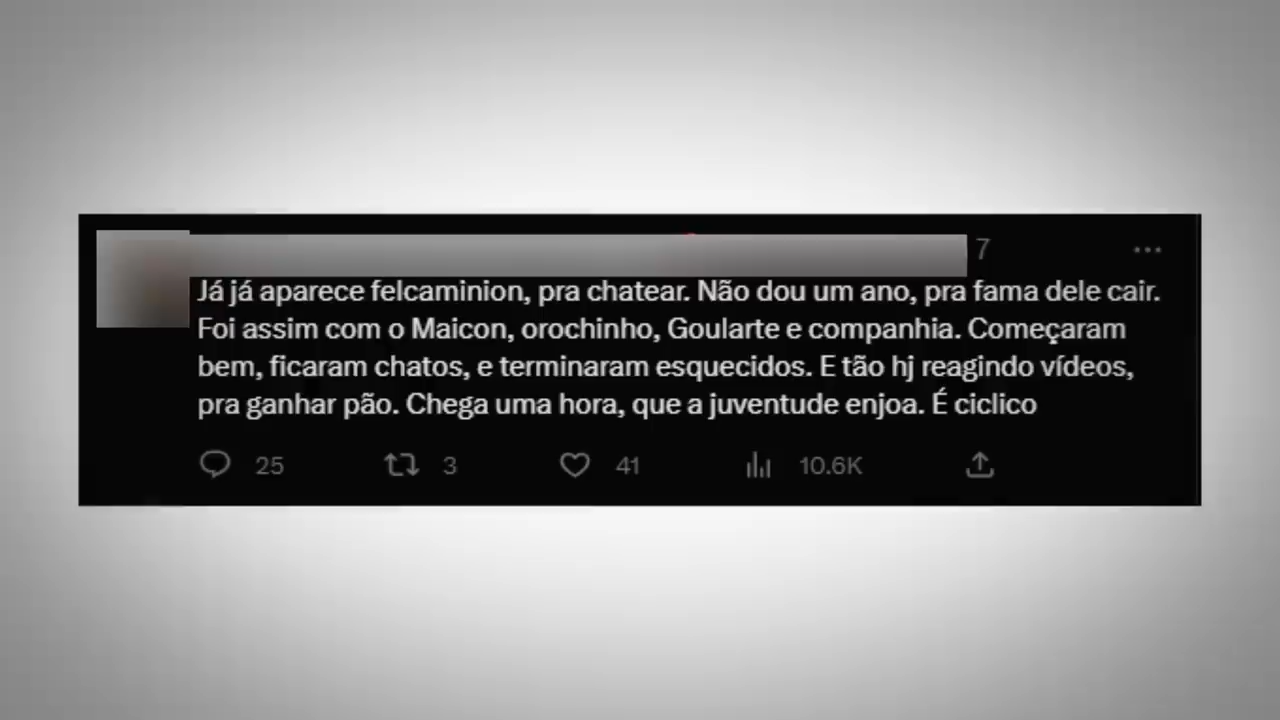 7 ...
Já já aparece felcaminion, pra chatear. Não dou um ano, pra fama dele cair.
Foi assim com o Maicon, orochinho, Goularte e companhia. Começaram
bem, ficaram chatos, e terminaram esquecidos. E tão hj reagindo vídeos,
pra ganhar pão. Chega uma hora, que a juventude enjoa. É ciclico
25 3 41 10.6K